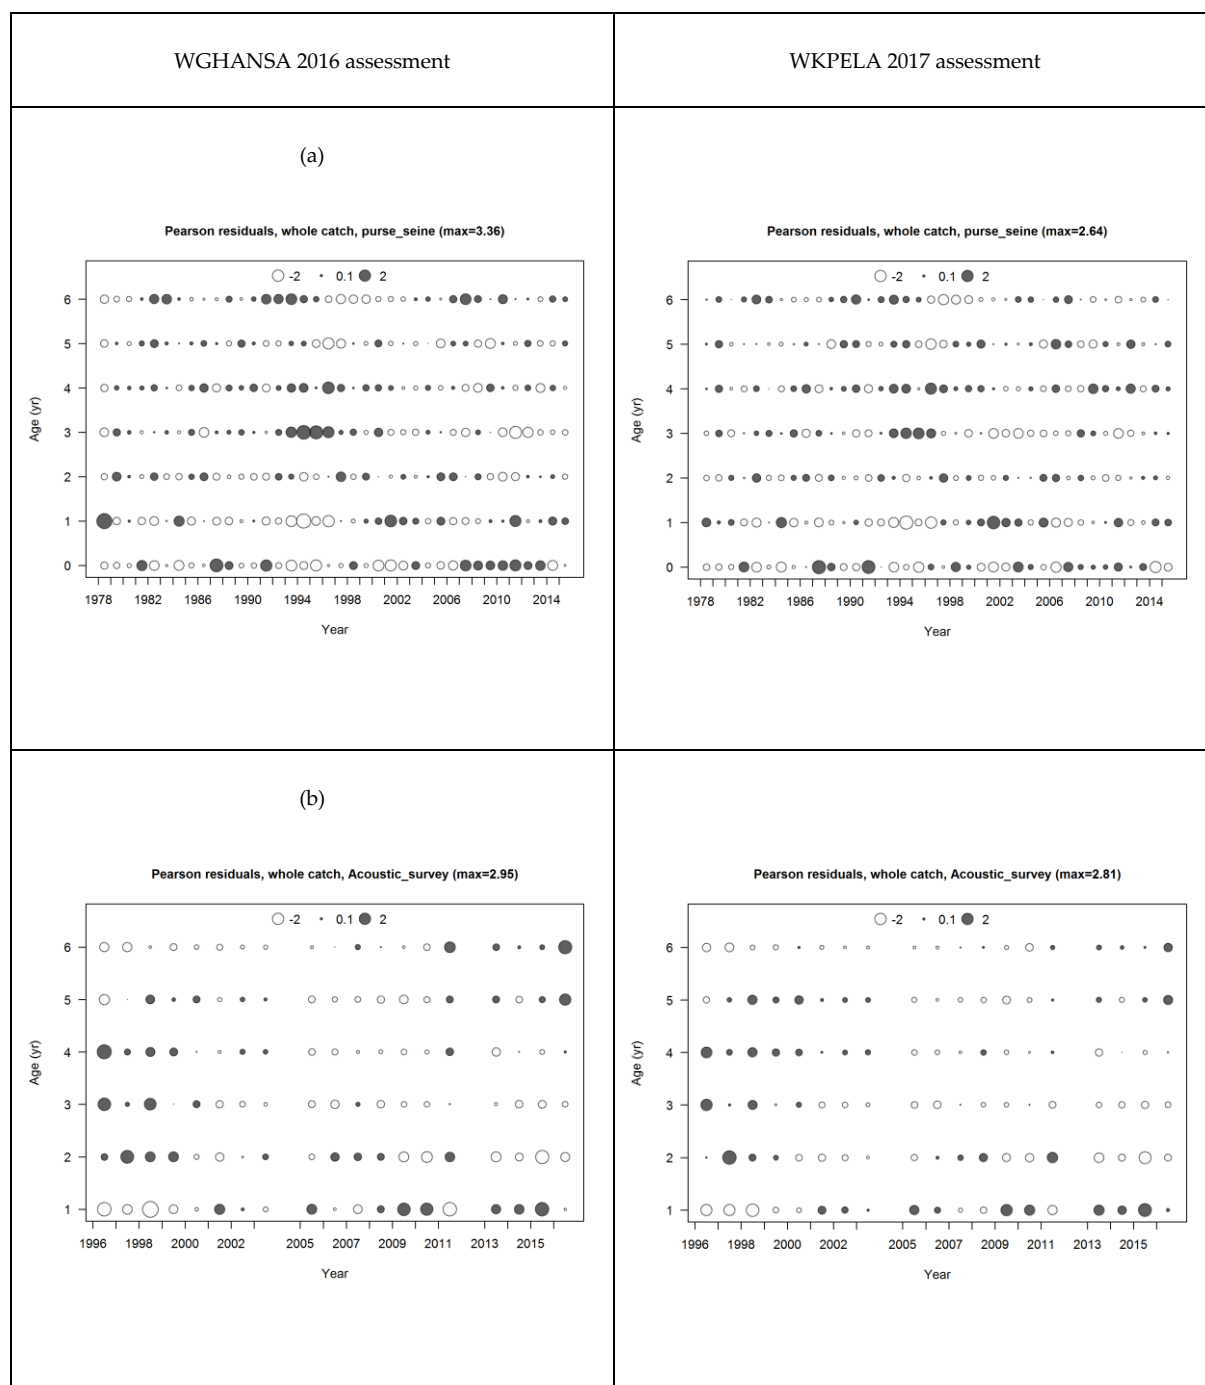 WGHANSA 2016 assessment
WKPELA 2017 assessment
(a)
Pearson residuals, whole catch, purse_seine (max=3.36)
-2 0.1 2
6
5
4
3
2
1
0
Age (yr)
1978 1982 1986 1990 1994 1998 2002 2006 2010 2014
Year
Pearson residuals, whole catch, purse_seine (max=2.64)
-2 0.1 2
6
5
4
3
2
1
0
Age (yr)
1978 1982 1986 1990 1994 1998 2002 2006 2010 2014
Year
(b)
Pearson residuals, whole catch, Acoustic_survey (max=2.95)
-2 0.1 2
6
5
4
3
2
1
Age (yr)
1996 1998 2000 2002 2005 2007 2009 2011 2013 2015
Year
Pearson residuals, whole catch, Acoustic_survey (max=2.81)
-2 0.1 2
6
5
4
3
2
1
Age (yr)
1996 1998 2000 2002 2005 2007 2009 2011 2013 2015
Year